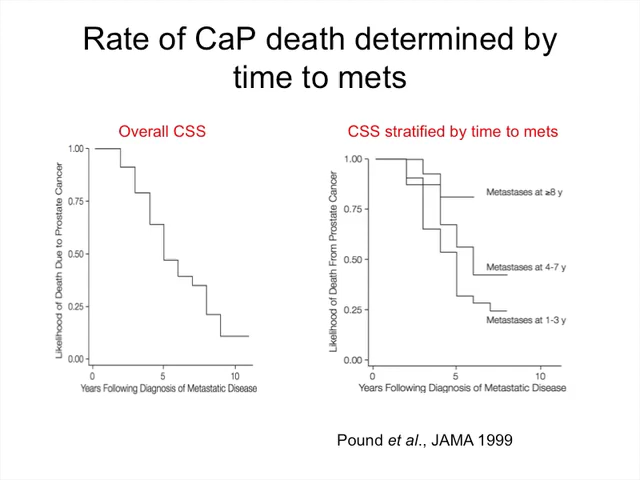 Rate of CaP death determined by
time to mets
Overall CSS
Likelihood of Death Due to Prostate Cancer
1.00
0.75
0.50
0.25
0.00
0
5
10
Years Following Diagnosis of Metastatic Disease
CSS stratified by time to mets
Likelihood of Death From Prostate Cancer
1.00
0.75
0.50
0.25
0.00
Metastases at ≥8 y
Metastases at 4-7 y
Metastases at 1-3 y
0
5
10
Years Following Diagnosis of Metastatic Disease
Pound et al., JAMA 1999